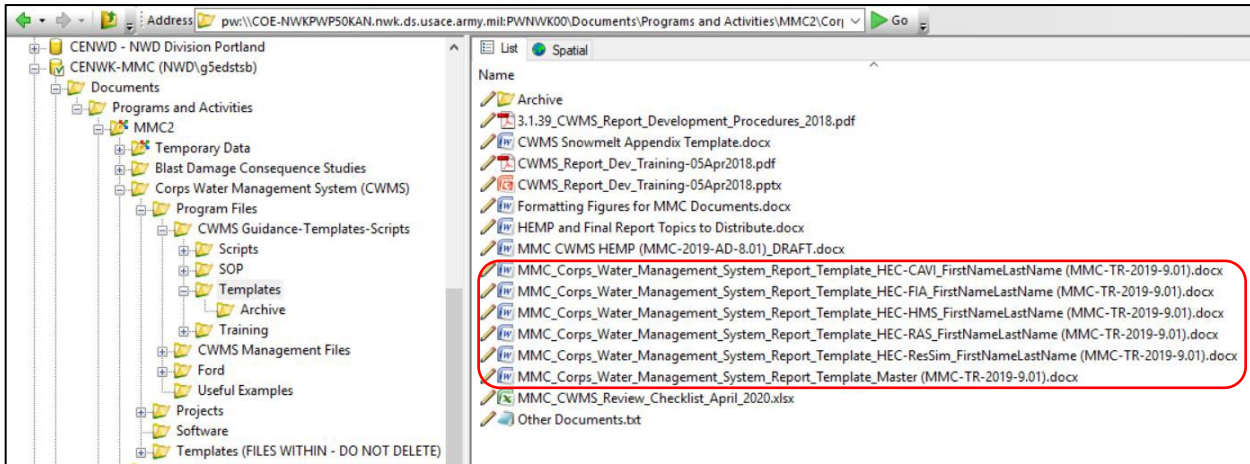 Address pw:\\COE-NWKPWP50KAN.nwk.ds.usace.army.mil:PWNWK00\Documents\Programs and Activities\MMC2\Corp Go
CENWD - NWD Division Portland
CENWK-MMC (NWD\g5edstsb)
Documents
Programs and Activities
MMC2
Temporary Data
Blast Damage Consequence Studies
Corps Water Management System (CWMS)
Program Files
CWMS Guidance-Templates-Scripts
Scripts
SOP
Templates
Archive
Training
CWMS Management Files
Ford
Useful Examples
Projects
Software
Templates (FILES WITHIN - DO NOT DELETE)
List Spatial
Name
Archive
3.1.39_CWMS_Report_Development_Procedures_2018.pdf
CWMS Snowmelt Appendix Template.docx
CWMS_Report_Dev_Training-05Apr2018.pdf
CWMS_Report_Dev_Training-05Apr2018.pptx
Formatting Figures for MMC Documents.docx
HEMP and Final Report Topics to Distribute.docx
MMC CWMS HEMP (MMC-2019-AD-8.01)_DRAFT.docx
MMC_Corps_Water_Management_System_Report_Template_HEC-CAVI_FirstNameLastName (MMC-TR-2019-9.01).docx
MMC_Corps_Water_Management_System_Report_Template_HEC-FIA_FirstNameLastName (MMC-TR-2019-9.01).docx
MMC_Corps_Water_Management_System_Report_Template_HEC-HMS_FirstNameLastName (MMC-TR-2019-9.01).docx
MMC_Corps_Water_Management_System_Report_Template_HEC-RAS_FirstNameLastName (MMC-TR-2019-9.01).docx
MMC_Corps_Water_Management_System_Report_Template_HEC-ResSim_FirstNameLastName (MMC-TR-2019-9.01).docx
MMC_Corps_Water_Management_System_Report_Template_Master (MMC-TR-2019-9.01).docx
MMC_CWMS_Review_Checklist_April_2020.xlsx
Other Documents.txt